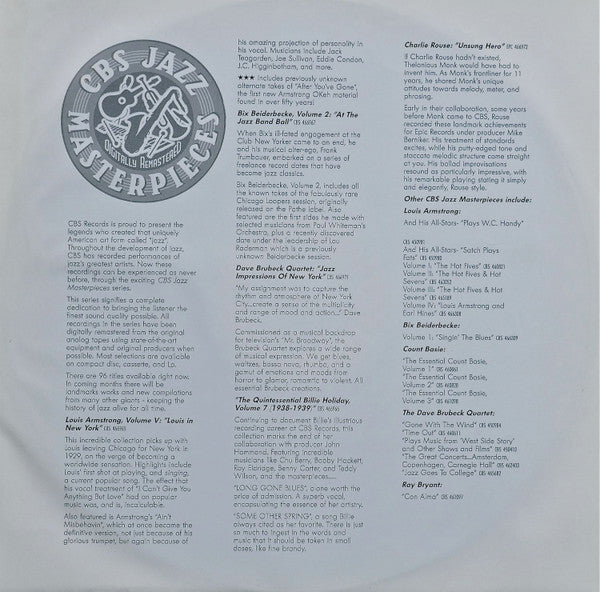 CBS JAZZ
MASTERPIECES
DIGITALLY REMASTERED
CBS Records is proud to present the
legends who created that uniquely
American art form called "jazz".
Throughout the development of Jazz,
CBS has recorded performances of
jazz's greatest artists. Now these
recordings can be experienced as never
before, through the exciting CBS Jazz
Masterpieces series.
This series signifies a complete
dedication to bringing the listener the
finest sound quality possible. All
recordings in the series have been
digitally remastered from the original
analog tapes using state-of-the-art
equipment and original producers when
possible. Most selections are available
on compact disc, cassette, and Lp.
There are 96 titles available right now.
In coming months there will be
landmarks works and new compilations
from many other giants - keeping the
history of jazz alive for all time.
Louis Armstrong, Volume V: "Louis in
New York" CBS
This incredible collection picks up with
Louis leaving Chicago for New York in
1929, on the verge of becoming a
worldwide sensation. Highlights include
Louis' first shot at playing, and singing,
a current popular song. The effect that
his vocal treatment of "I Can't Give You
Anything But Love" had on popular
music was, and is, incalculable.
Also featured is Armstrong's "Ain't
Misbehavin", which at once became the
definitive version, not just because of his
glorious trumpet, but again because of
his amazing projection of personality in
his vocal. Musicians include Jack
Teagarden, Joe Sullivan, Eddie Condon,
J.C. Higginbotham, and more.
★★★ Includes previously unknown
alternate takes of "After You've Gone",
the first new Armstrong OKeh material
found in over fifty years!
Bix Beiderbecke, Volume 2: "At The
Jazz Band Ball" CBS 460825
When Bix's ill-fated engagement at the
Club New Yorker came to an end, he
and his musical alter-ego, Frank
Trumbauer, embarked on a series of
freelance record dates that have
become jazz classics.
Bix Beiderbecke, Volume 2, includes all
the known takes of the fabulously rare
Chicago Loopers session, originally
released on the Pathe label. Also
featured are the first sides he made with
selected musicians from Paul Whiteman's
Orchestra, plus a recently discovered
date under the leadership of Lou
Raderman which is a previously
unknown Beiderbecke session.
Dave Brubeck Quartet: "Jazz
Impressions Of New York" CBS
"My assignment was to capture the
rhythm and atmosphere of New York
City...create a sense of the multiplicity
and range of mood and action..."
Dave Brubeck.
Commissioned as a musical backdrop
for television's "Mr. Broadway", the
Brubeck Quartet explores a wide range
of musical expression. We get blues,
waltzes, bossa nova, rhumba, and a
gamut of emotions and moods from
horror to glamor, romantic to violent. All
essential Brubeck creations.
"The Quintessential Billie Holiday,
Volume 7 (1938-1939)" CBS
Continuing to document Billie's illustrious
recording career at CBS Records, this
collection marks the end of her
collaboration with producer John
Hammond. Featuring incredible
musicians like Chu Berry, Bobby Hackett,
Roy Eldridge, Benny Carter, and Teddy
Wilson, and the masterpieces...
"LONG GONE BLUES", alone worth the
price of admission. A superb vocal,
encapsulating the essence of her artistry.
"SOME OTHER SPRING", a song Billie
always cited as her favorite. There is just
so much to ingest in the words and
music that it should be taken in small
doses, like fine brandy.
Charlie Rouse: "Unsung Hero" EPC
If Charlie Rouse hadn't existed,
Thelonious Monk would have had to
invent him. As Monk's frontliner for 11
years, he shared Monk's unique
attitudes towards melody, meter, and
phrasing.
Early in their collaboration, some years
before Monk came to CBS, Rouse
recorded these landmark achievements
for Epic Records under producer Mike
Berniker. His treatment of standards
excites, while his putty-edged tone and
staccato melodic structure come straight
at you. His ballad improvisations
resound as particularly impressive, with
his remarkable playing stating it simply
and elegantly, Rouse style.
Other CBS Jazz Masterpieces include:
Louis Armstrong:
And His All-Stars- "Plays W.C. Handy"
CBS
And His All-Stars- "Satch Plays
Fats" CBS
Volume I: "The Hot Fives" CBS
Volume II: "The Hot Fives & Hot
Sevens" CBS
Volume III: "The Hot Fives & Hot
Sevens" CBS
Volume IV: "Louis Armstrong and
Earl Hines" CBS
Bix Beiderbecke:
Volume 1: "Singin' The Blues" CBS
Count Basie:
"The Essential Count Basie,
Volume 1" CBS
"The Essential Count Basie,
Volume 2" CBS
"The Essential Count Basie,
Volume 3" CBS
The Dave Brubeck Quartet:
"Gone With The Wind" CBS
"Time Out" CBS
"Plays Music from 'West Side Story'
and Other Shows and Films" CBS
"The Great Concerts...Amsterdam,
Copenhagen, Carnegie Hall" CBS
"Jazz Goes To College" CBS
Ray Bryant:
"Con Alma" CBS